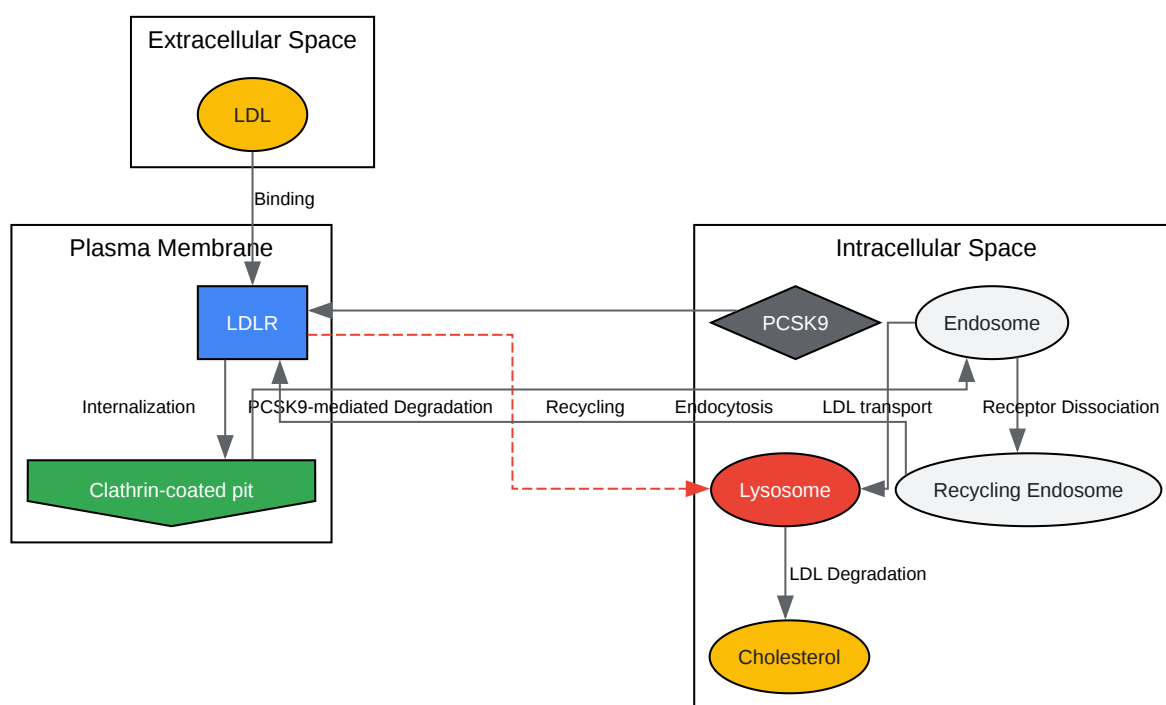 Extracellular Space
LDL
Binding
Plasma Membrane
Intracellular Space
LDLR
PCSK9
Endosome
Internalization
PCSK9-mediated Degradation
Recycling
Endocytosis
LDL transport
Receptor Dissociation
Clathrin-coated pit
Lysosome
Recycling Endosome
LDL Degradation
Cholesterol